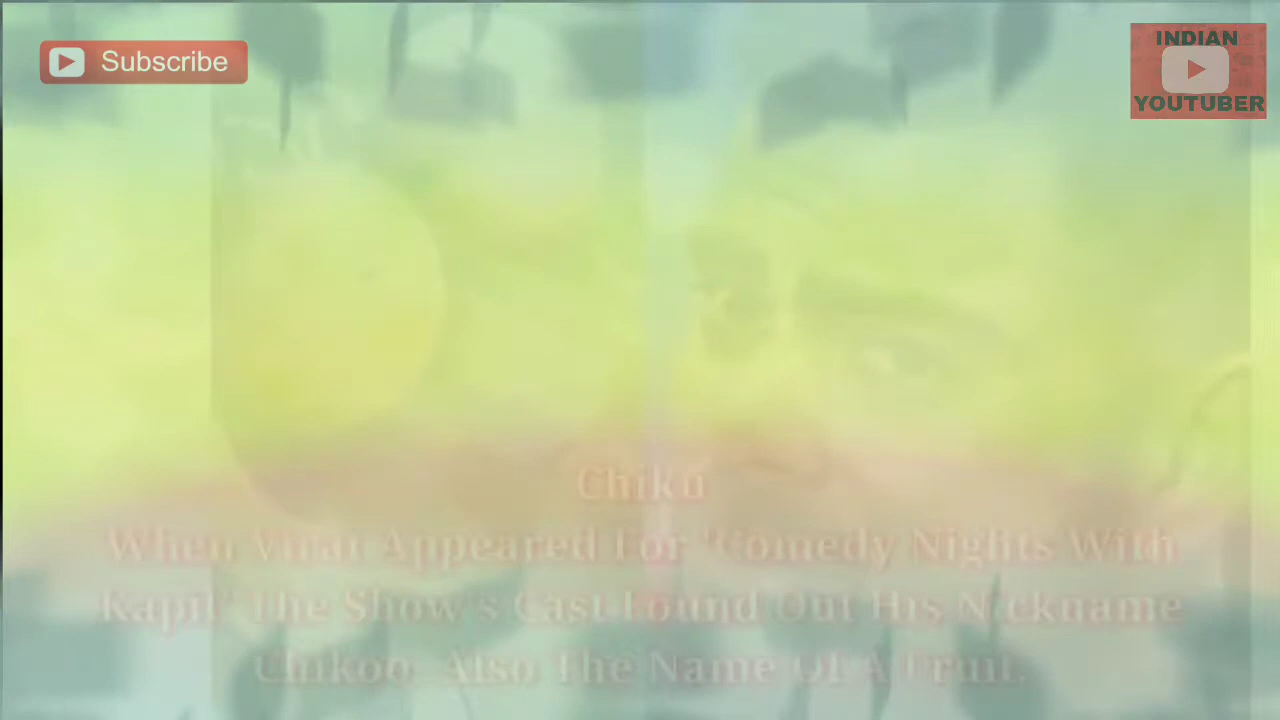 Subscribe
INDIAN
YOUTUBER
Chiku
When Virat Appeared For 'Comedy Nights With
Kapil' The Show's Cast Found Out His Nickname
Chikoo, Also The Name Of A Fruit.